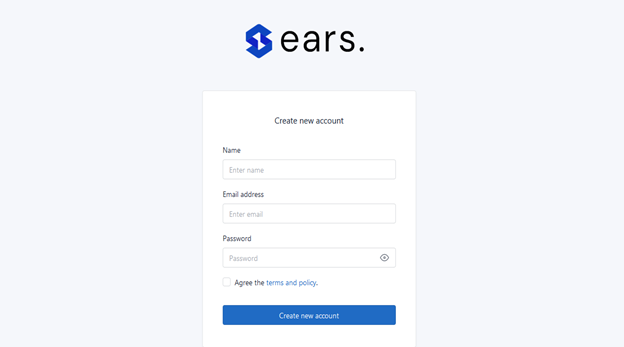 ears.
Create new account
Name
Enter name
Email address
Enter email
Password
Password
Agree the terms and policy.
Create new account